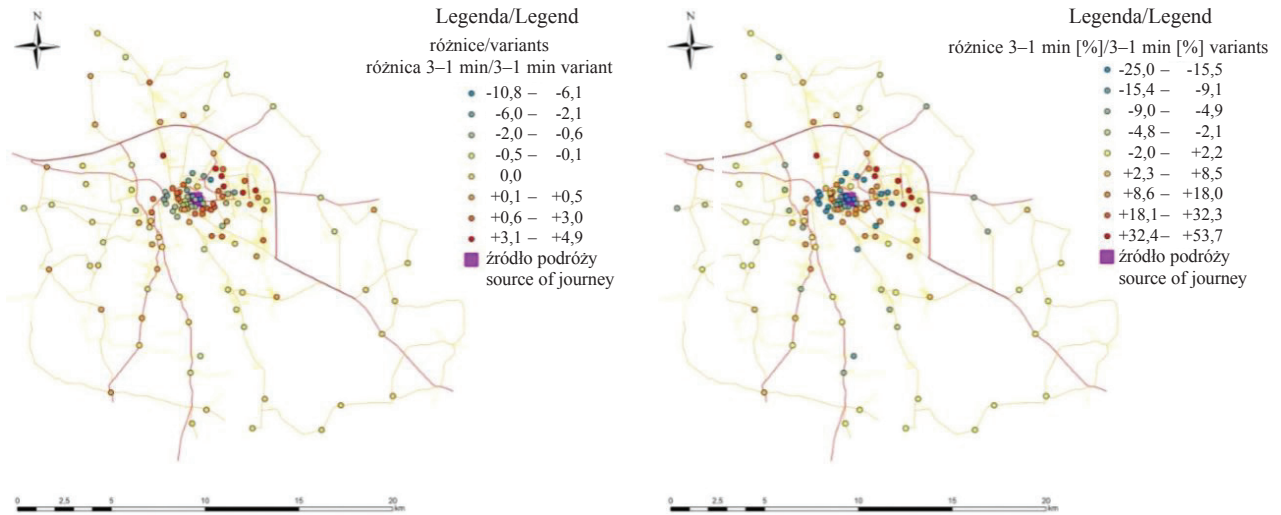 N
Legenda/Legend
różnice/variants
różnica 3–1 min/3–1 min variant
-10,8 – -6,1
-6,0 – -2,1
-2,0 – -0,6
-0,5 – -0,1
0,0
+0,1 – +0,5
+0,6 – +3,0
+3,1 – +4,9
źródło podróży
source of journey
0 2,5 5 10 15 20
km
N
Legenda/Legend
różnice 3–1 min [%]/3–1 min [%] variants
-25,0 – -15,5
-15,4 – -9,1
-9,0 – -4,9
-4,8 – -2,1
-2,0 – +2,2
+2,3 – +8,5
+8,6 – +18,0
+18,1 – +32,3
+32,4 – +53,7
źródło podróży
source of journey
0 2,5 5 10 15 20
km